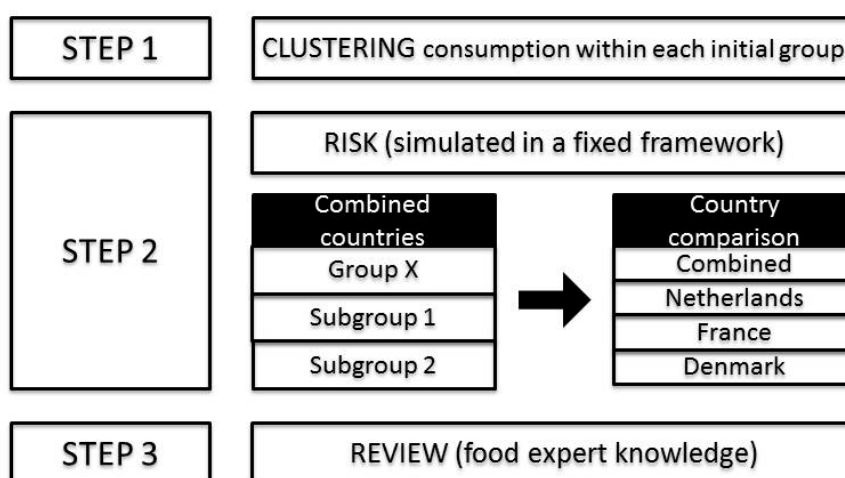 STEP 1
CLUSTERING consumption within each initial group
STEP 2
RISK (simulated in a fixed framework)
Combined
countries
Group X
Subgroup 1
Subgroup 2
Country
comparison
Combined
Netherlands
France
Denmark
STEP 3
REVIEW (food expert knowledge)